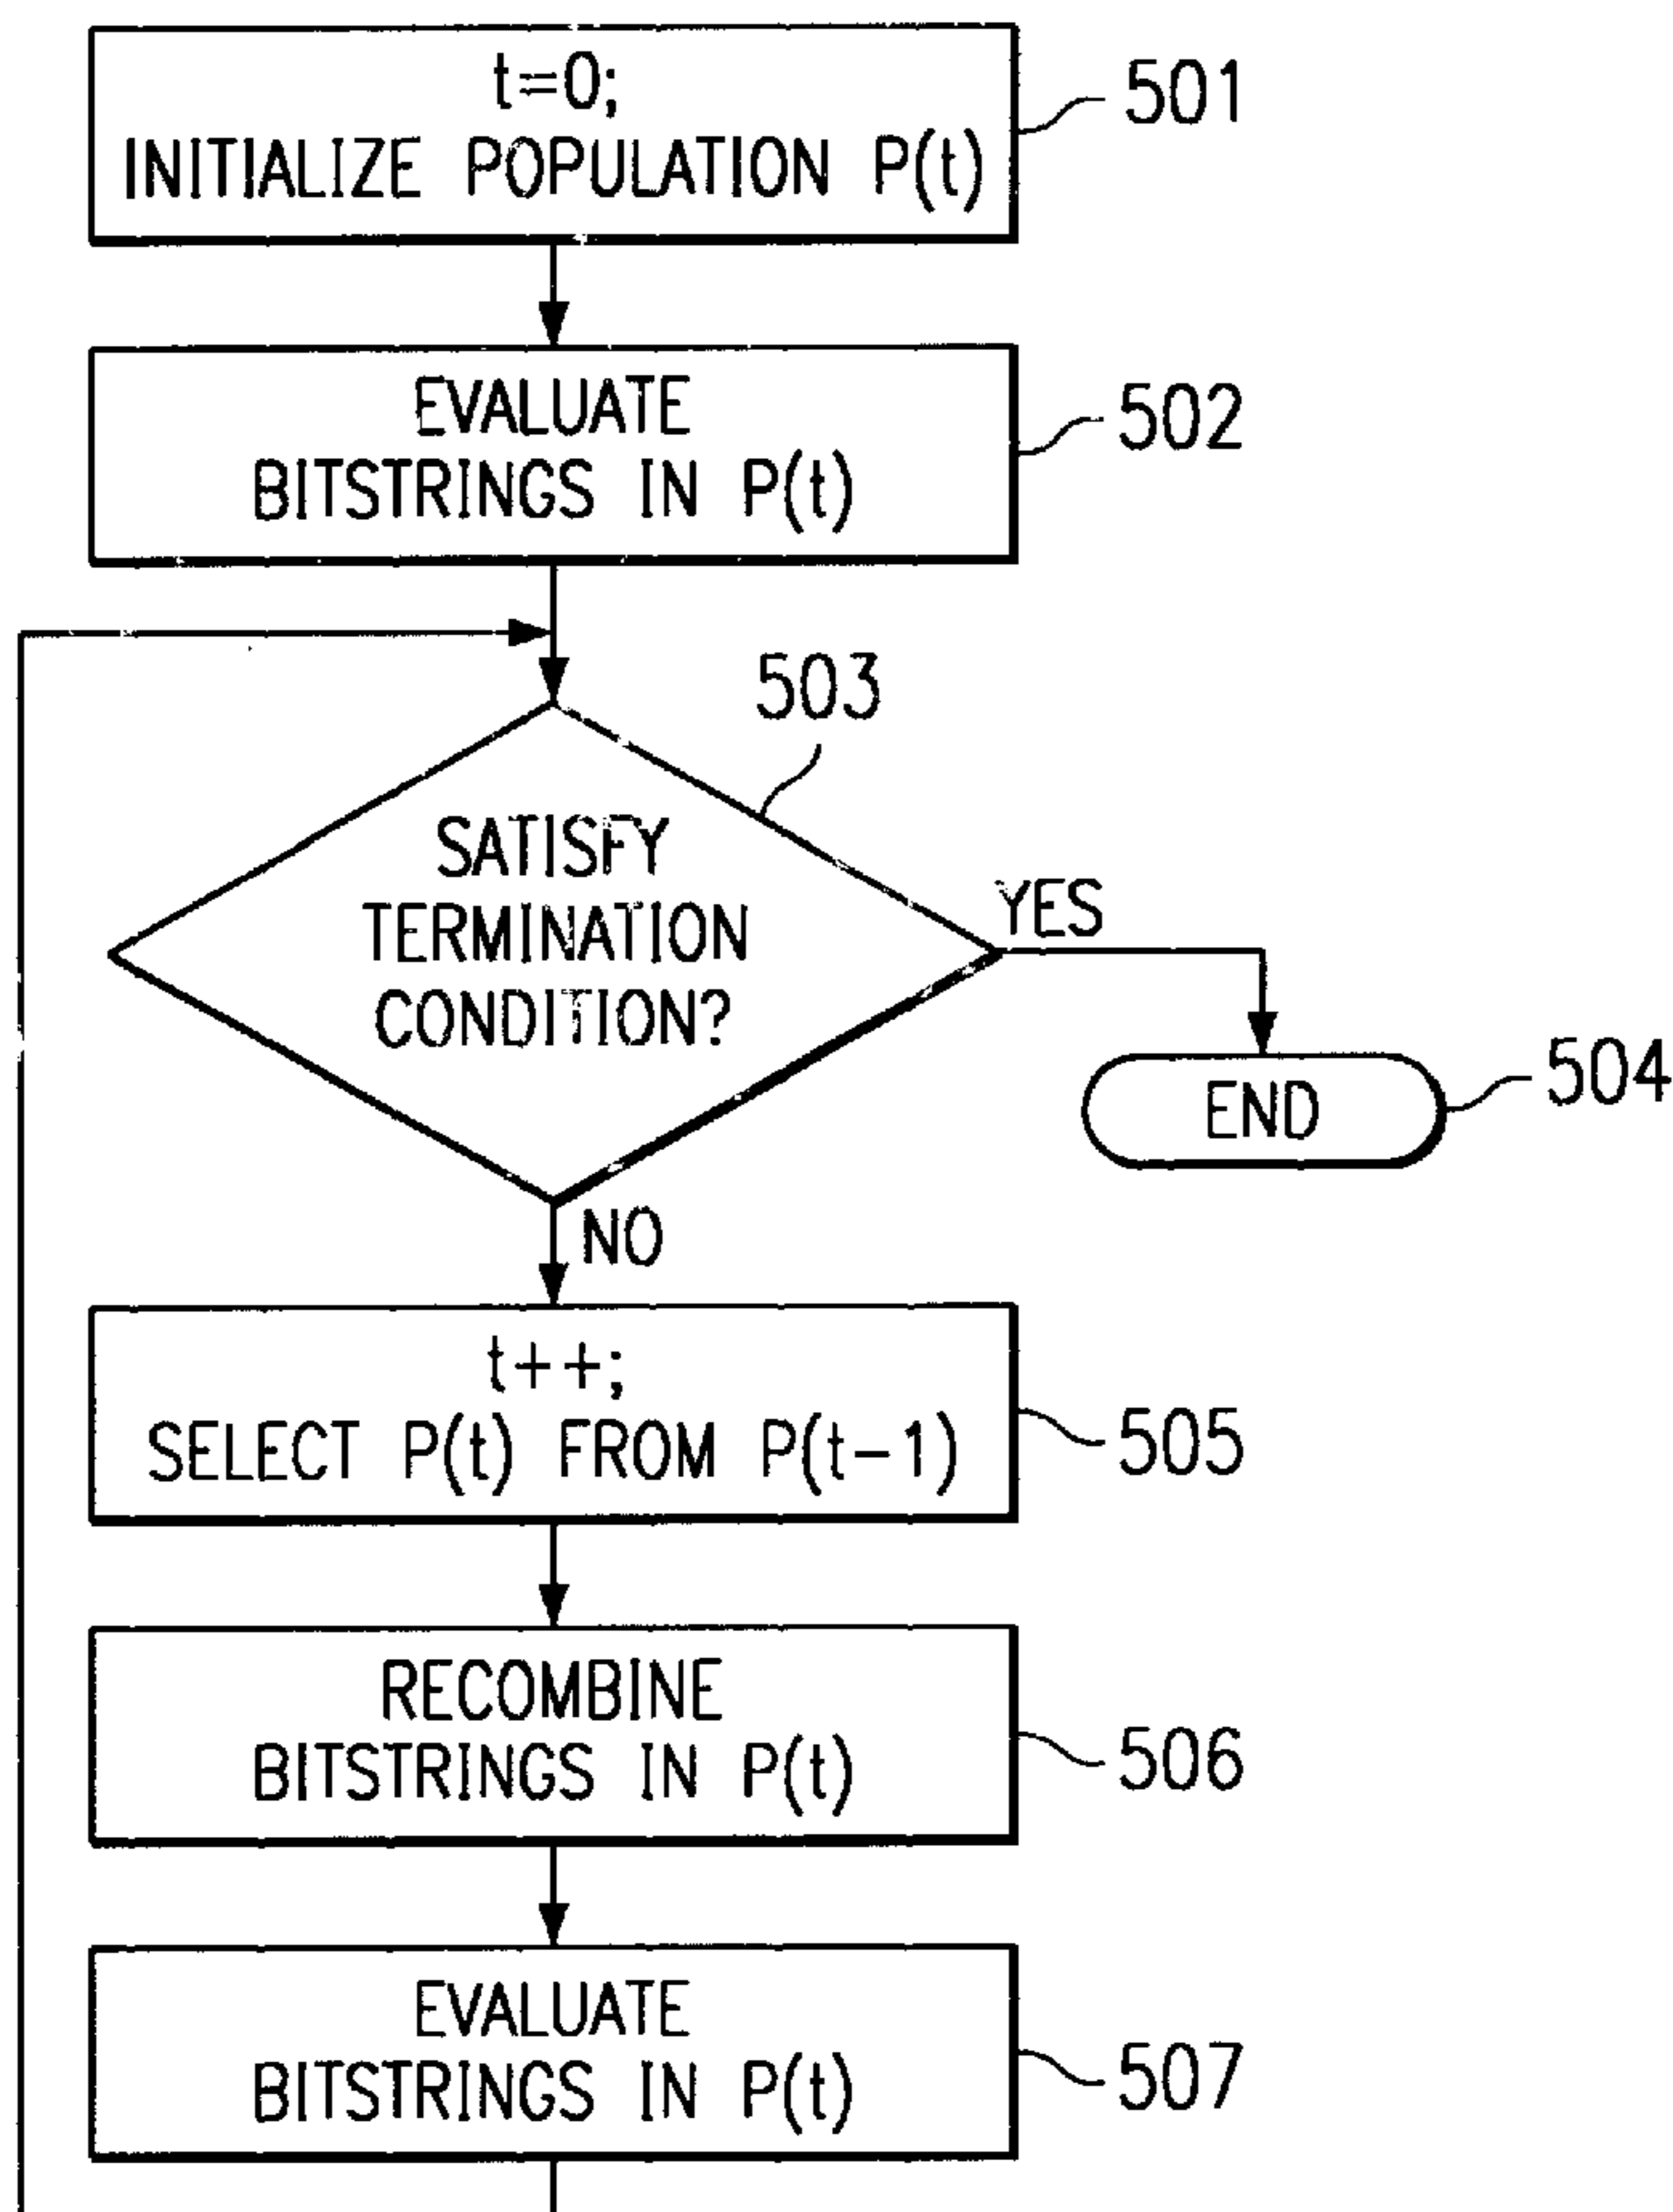 t=0;
INITIALIZE POPULATION P(t)
501
EVALUATE
BITSTRINGS IN P(t)
502
503
SATISFY
TERMINATION
CONDITION?
YES
END
504
NO
t++;
SELECT P(t) FROM P(t-1)
505
RECOMBINE
BITSTRINGS IN P(t)
506
EVALUATE
BITSTRINGS IN P(t)
507